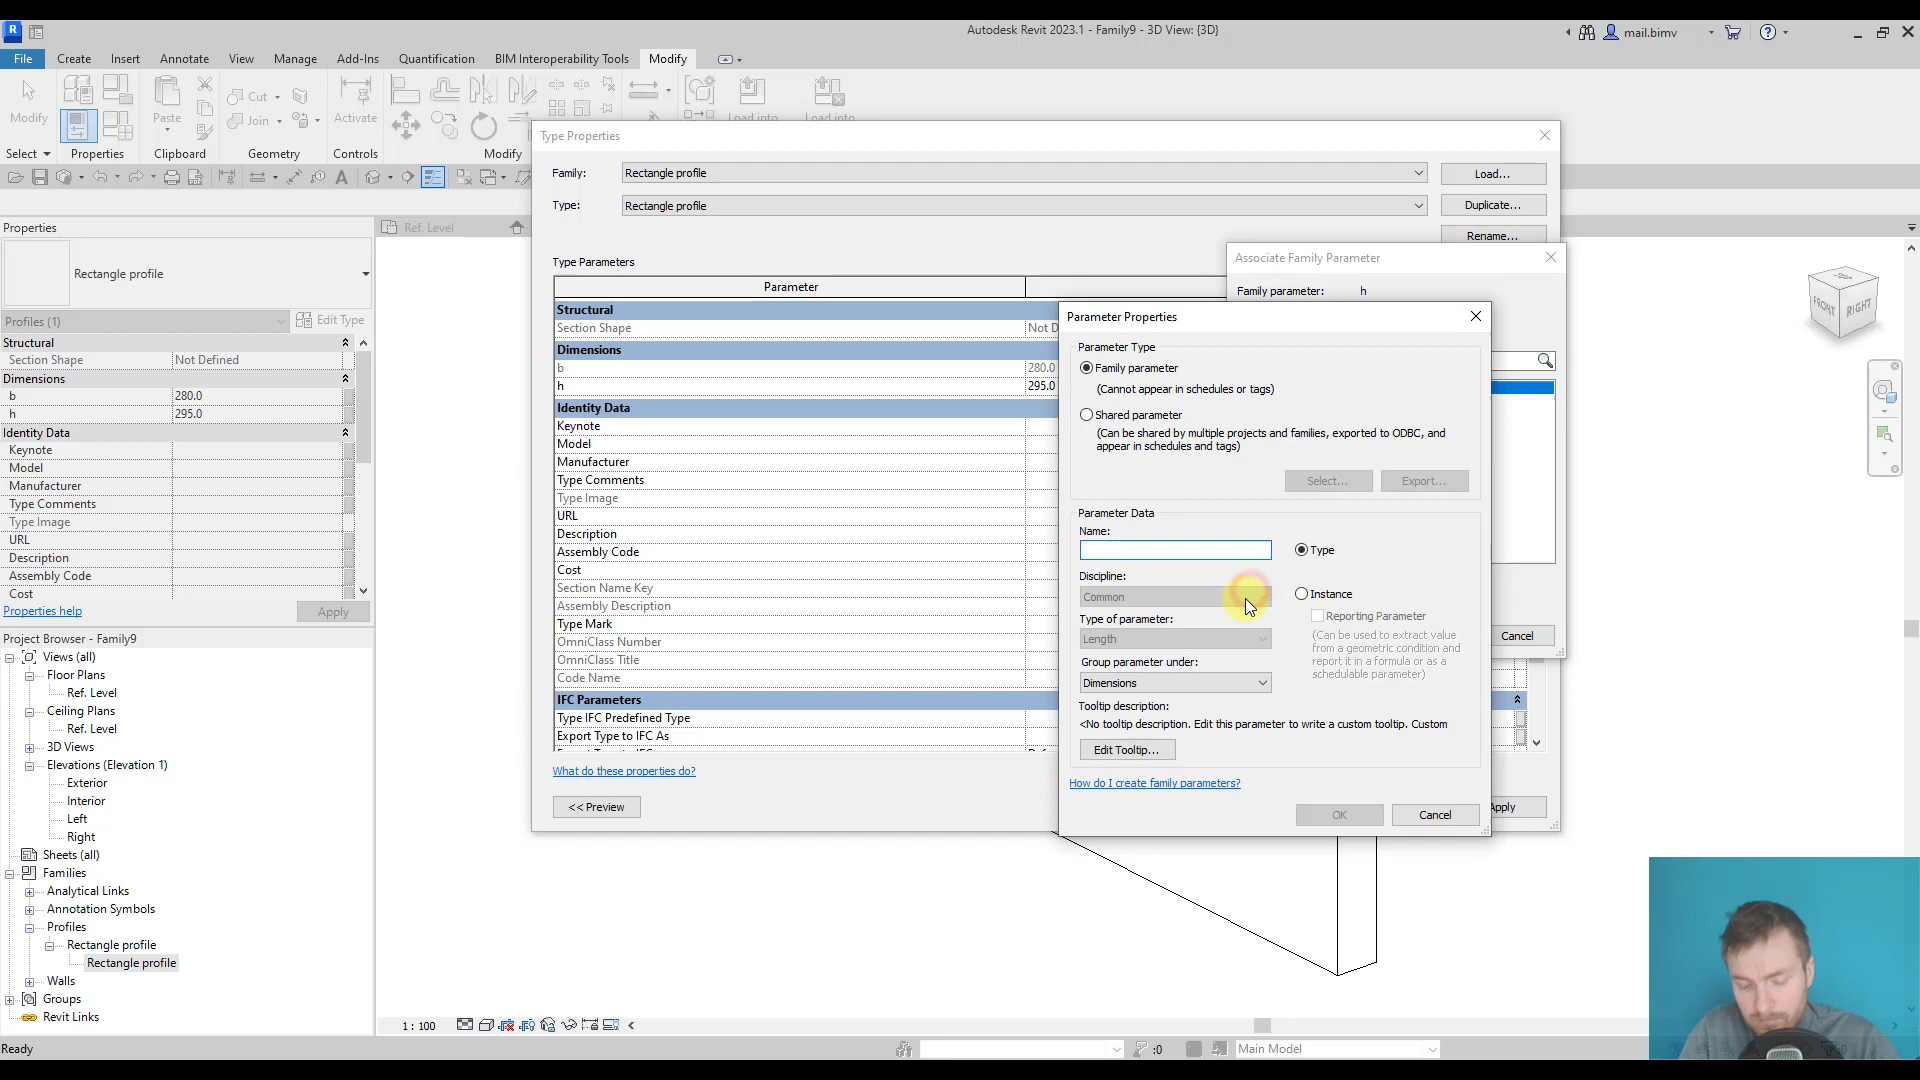 Autodesk Revit 2023.1 - Family9 - 3D View: {3D}
mail.bimv
File Create Insert Annotate View Manage Add-Ins Quantification BIM Interoperability Tools Modify
Modify
Paste
Cut
Join
Activate
Load into
Load into
Select
Properties
Clipboard
Geometry
Controls
Modify
Properties
Rectangle profile
Profiles (1)
Edit Type
Structural
Section Shape Not Defined
Dimensions
b 280.0
h 295.0
Identity Data
Keynote
Model
Manufacturer
Type Comments
Type Image
URL
Description
Assembly Code
Cost
Properties help
Apply
Project Browser - Family9
Views (all)
Floor Plans
Ref. Level
Ceiling Plans
Ref. Level
3D Views
Elevations (Elevation 1)
Exterior
Interior
Left
Right
Sheets (all)
Families
Analytical Links
Annotation Symbols
Profiles
Rectangle profile
Rectangle profile
Walls
Groups
Revit Links
Ready
Ref. Level
Type Properties
Family: Rectangle profile Load...
Type: Rectangle profile Duplicate...
Rename...
Type Parameters
Parameter
Structural
Section Shape Not D
Dimensions
b 280.0
h 295.0
Identity Data
Keynote
Model
Manufacturer
Type Comments
Type Image
URL
Description
Assembly Code
Cost
Section Name Key
Assembly Description
Type Mark
OmniClass Number
OmniClass Title
Code Name
IFC Parameters
Type IFC Predefined Type
Export Type to IFC As
What do these properties do?
<< Preview
Apply
Associate Family Parameter
Family parameter: h
Cancel
Parameter Properties
Parameter Type
Family parameter
(Cannot appear in schedules or tags)
Shared parameter
(Can be shared by multiple projects and families, exported to ODBC, and
appear in schedules and tags)
Select...
Export...
Parameter Data
Name:
Type
Discipline:
Common
Instance
Type of parameter:
Reporting Parameter
Length
(Can be used to extract value
from a geometric condition and
report it in a formula or as a
schedulable parameter)
Group parameter under:
Dimensions
Tooltip description:
<No tooltip description. Edit this parameter to write a custom tooltip. Custom
Edit Tooltip...
How do I create family parameters?
OK
Cancel
FRONT
RIGHT
1 : 100
:0
Main Model